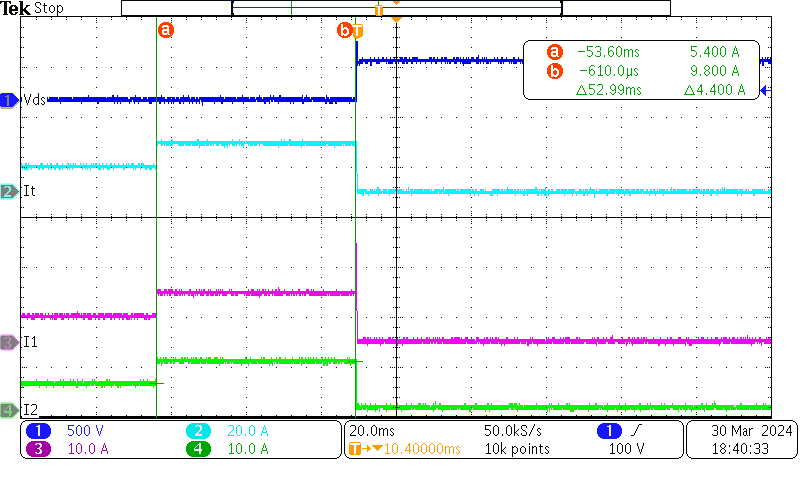 Tek Stop
T
a b T
a −53.60ms 5.400 A
b −610.0µs 9.800 A
△52.99ms △4.400 A
1 Vds
2 It
3 I1
4 I2
1 500 V 2 20.0 A 20.0ms 50.0kS/s 1 100 V 30 Mar 2024
3 10.0 A 4 10.0 A T→▼10.40000ms 10k points 18:40:33